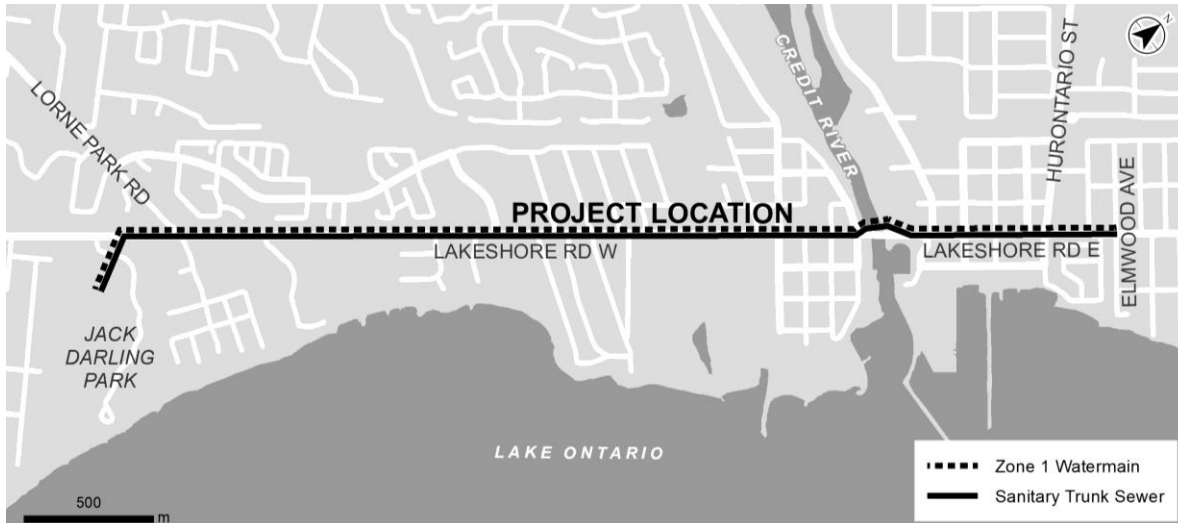 N
LORNE PARK RD
CREDIT RIVER
HURONTARIO ST
PROJECT LOCATION
LAKESHORE RD W
LAKESHORE RD E
ELMWOOD AVE
JACK
DARLING
PARK
LAKE ONTARIO
Zone 1 Watermain
Sanitary Trunk Sewer
500
m